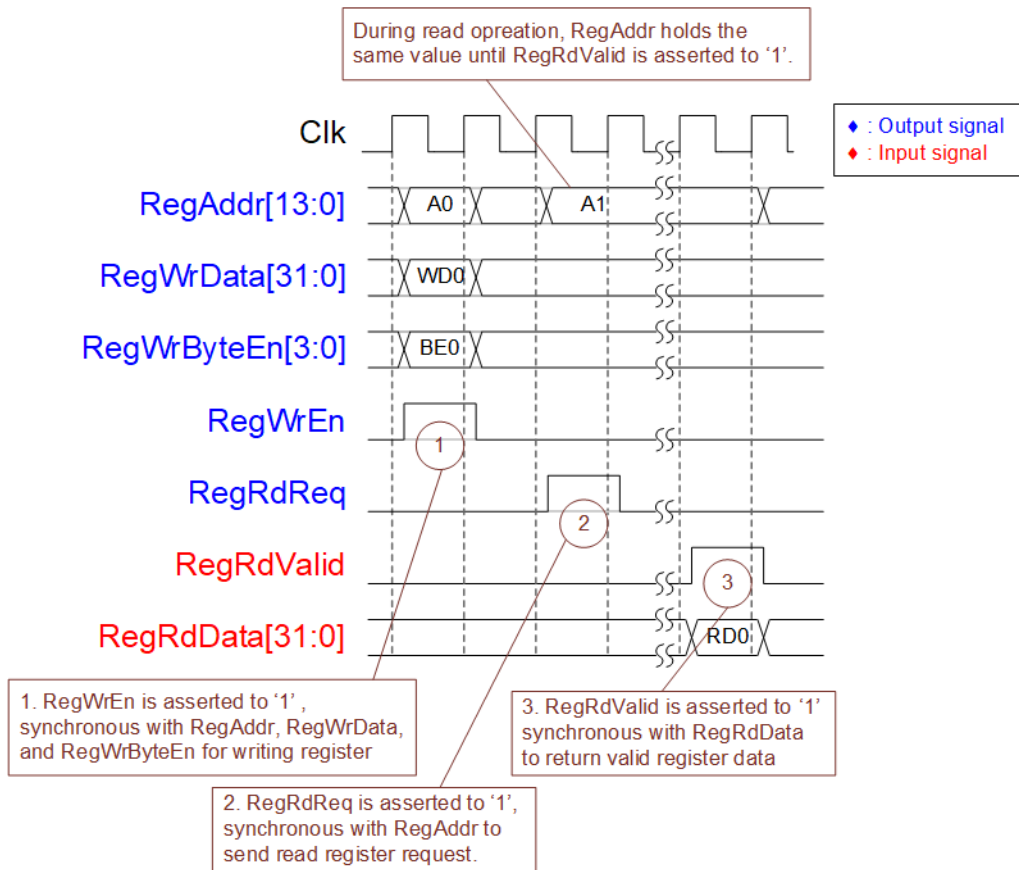 During read opreation, RegAddr holds the
same value until RegRdValid is asserted to ‘1’.
Clk
♦ : Output signal
♦ : Input signal
RegAddr[13:0]
A0
A1
RegWrData[31:0]
WD0
RegWrByteEn[3:0]
BE0
RegWrEn
1
RegRdReq
2
RegRdValid
3
RegRdData[31:0]
RD0
1. RegWrEn is asserted to ‘1’ ,
synchronous with RegAddr, RegWrData,
and RegWrByteEn for writing register
3. RegRdValid is asserted to ‘1’
synchronous with RegRdData
to return valid register data
2. RegRdReq is asserted to ‘1’,
synchronous with RegAddr to
send read register request.